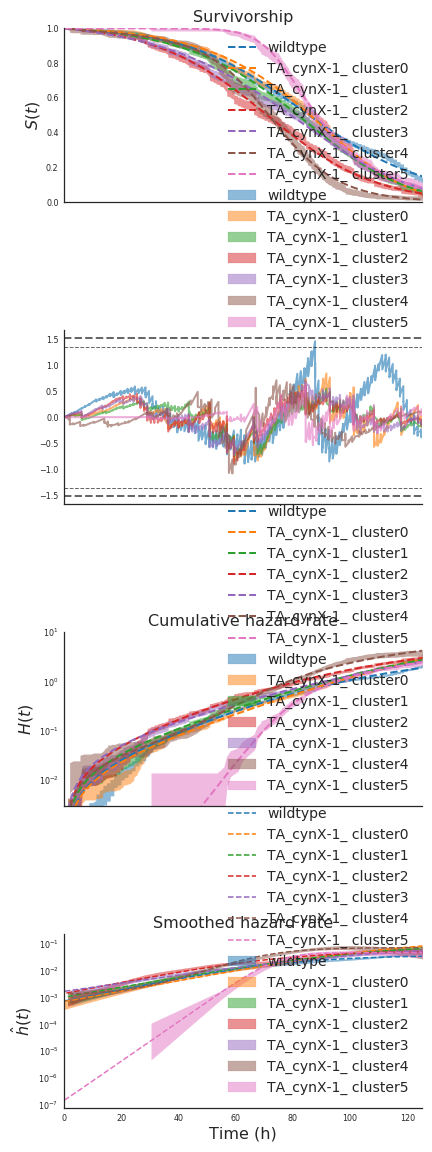 Survivorship
1.0
0.8
0.6
0.4
0.2
0.0
S(t)
wildtype
TA_cynX-1_ cluster0
TA_cynX-1_ cluster1
TA_cynX-1_ cluster2
TA_cynX-1_ cluster3
TA_cynX-1_ cluster4
TA_cynX-1_ cluster5
wildtype
TA_cynX-1_ cluster0
TA_cynX-1_ cluster1
TA_cynX-1_ cluster2
TA_cynX-1_ cluster3
TA_cynX-1_ cluster4
TA_cynX-1_ cluster5
1.5
1.0
0.5
0.0
−0.5
−1.0
−1.5
wildtype
TA_cynX-1_ cluster0
TA_cynX-1_ cluster1
TA_cynX-1_ cluster2
TA_cynX-1_ cluster3
TA_cynX-1_ cluster4
Cumulative hazard rate
TA_cynX-1_ cluster5
wildtype
TA_cynX-1_ cluster0
TA_cynX-1_ cluster1
TA_cynX-1_ cluster2
TA_cynX-1_ cluster3
TA_cynX-1_ cluster4
TA_cynX-1_ cluster5
10¹
10⁰
10⁻¹
10⁻²
H(t)
wildtype
TA_cynX-1_ cluster0
TA_cynX-1_ cluster1
TA_cynX-1_ cluster2
TA_cynX-1_ cluster3
TA_cynX-1_ cluster4
Smoothed hazard rate
TA_cynX-1_ cluster5
wildtype
TA_cynX-1_ cluster0
TA_cynX-1_ cluster1
TA_cynX-1_ cluster2
TA_cynX-1_ cluster3
TA_cynX-1_ cluster4
TA_cynX-1_ cluster5
10⁻¹
10⁻²
10⁻³
10⁻⁴
10⁻⁵
10⁻⁶
10⁻⁷
ĥ(t)
0 20 40 60 80 100 120
Time (h)